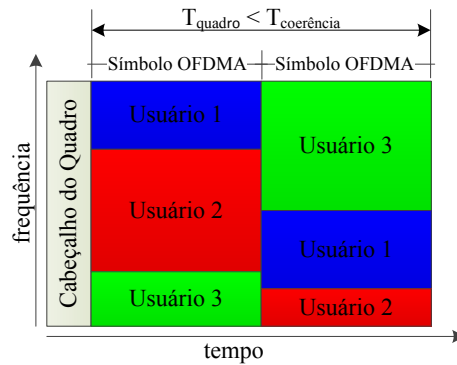 T_quadro < T_coerência
Símbolo OFDMA
Símbolo OFDMA
frequência
Cabeçalho do Quadro
Usuário 1
Usuário 2
Usuário 3
Usuário 3
Usuário 1
Usuário 2
tempo